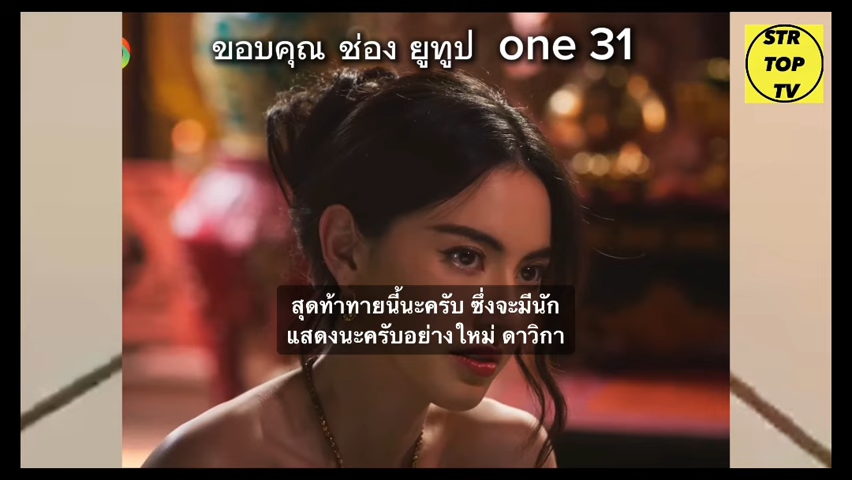 ขอบคุณ ช่อง ยูทูป one 31
STR
TOP
TV
สุดท้าทายนี้นะครับ ซึ่งจะมีนัก
แสดงนะครับอย่างใหม่ ดาวิกา